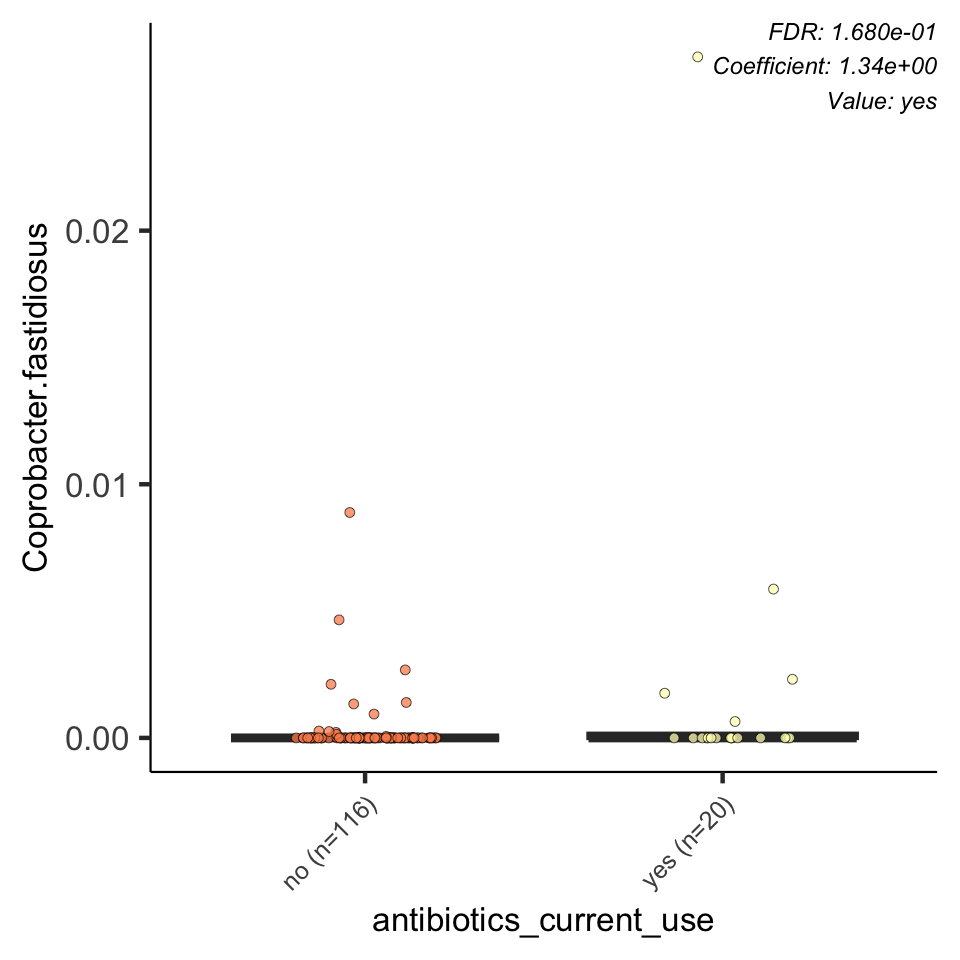 FDR: 1.680e-01
Coefficient: 1.34e+00
Value: yes
Coprobacter.fastidiosus
0.02
0.01
0.00
no (n=116)
yes (n=20)
antibiotics_current_use